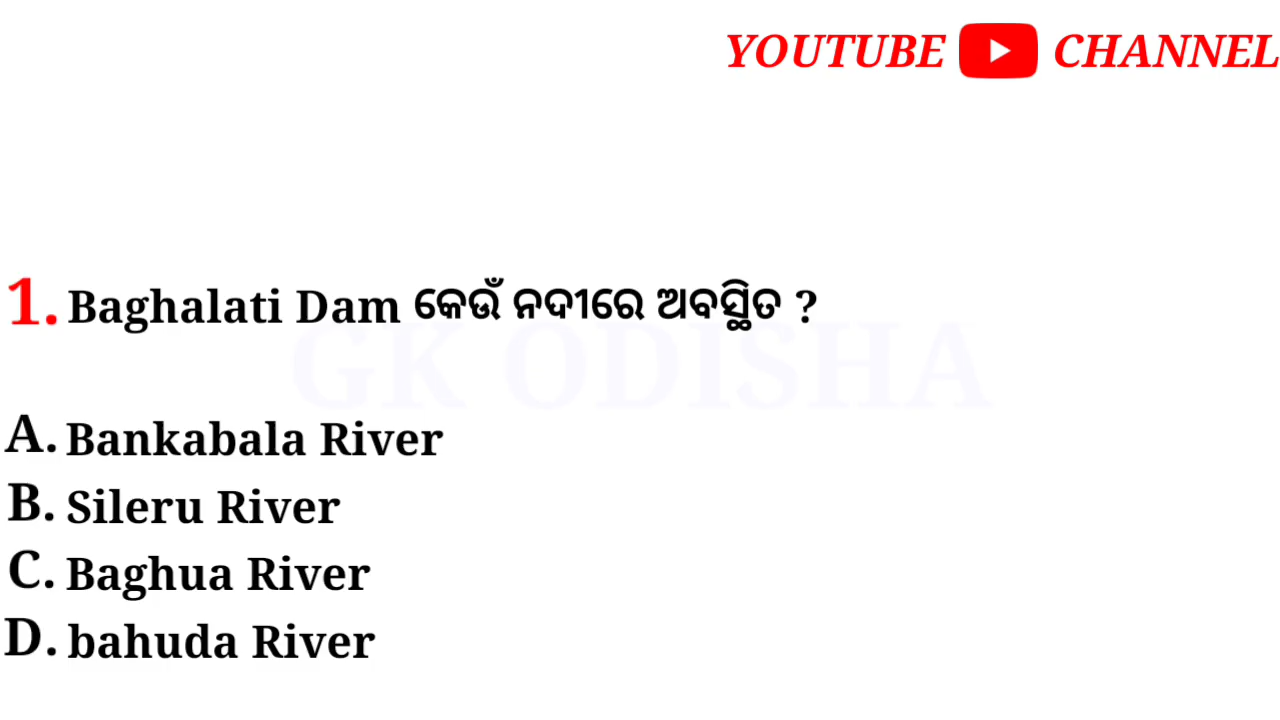 YOUTUBE CHANNEL
1. Baghalati Dam କେଉଁ ନଦୀରେ ଅବସ୍ଥିତ ?
GK ODISHA
A. Bankabala River
B. Sileru River
C. Baghua River
D. bahuda River